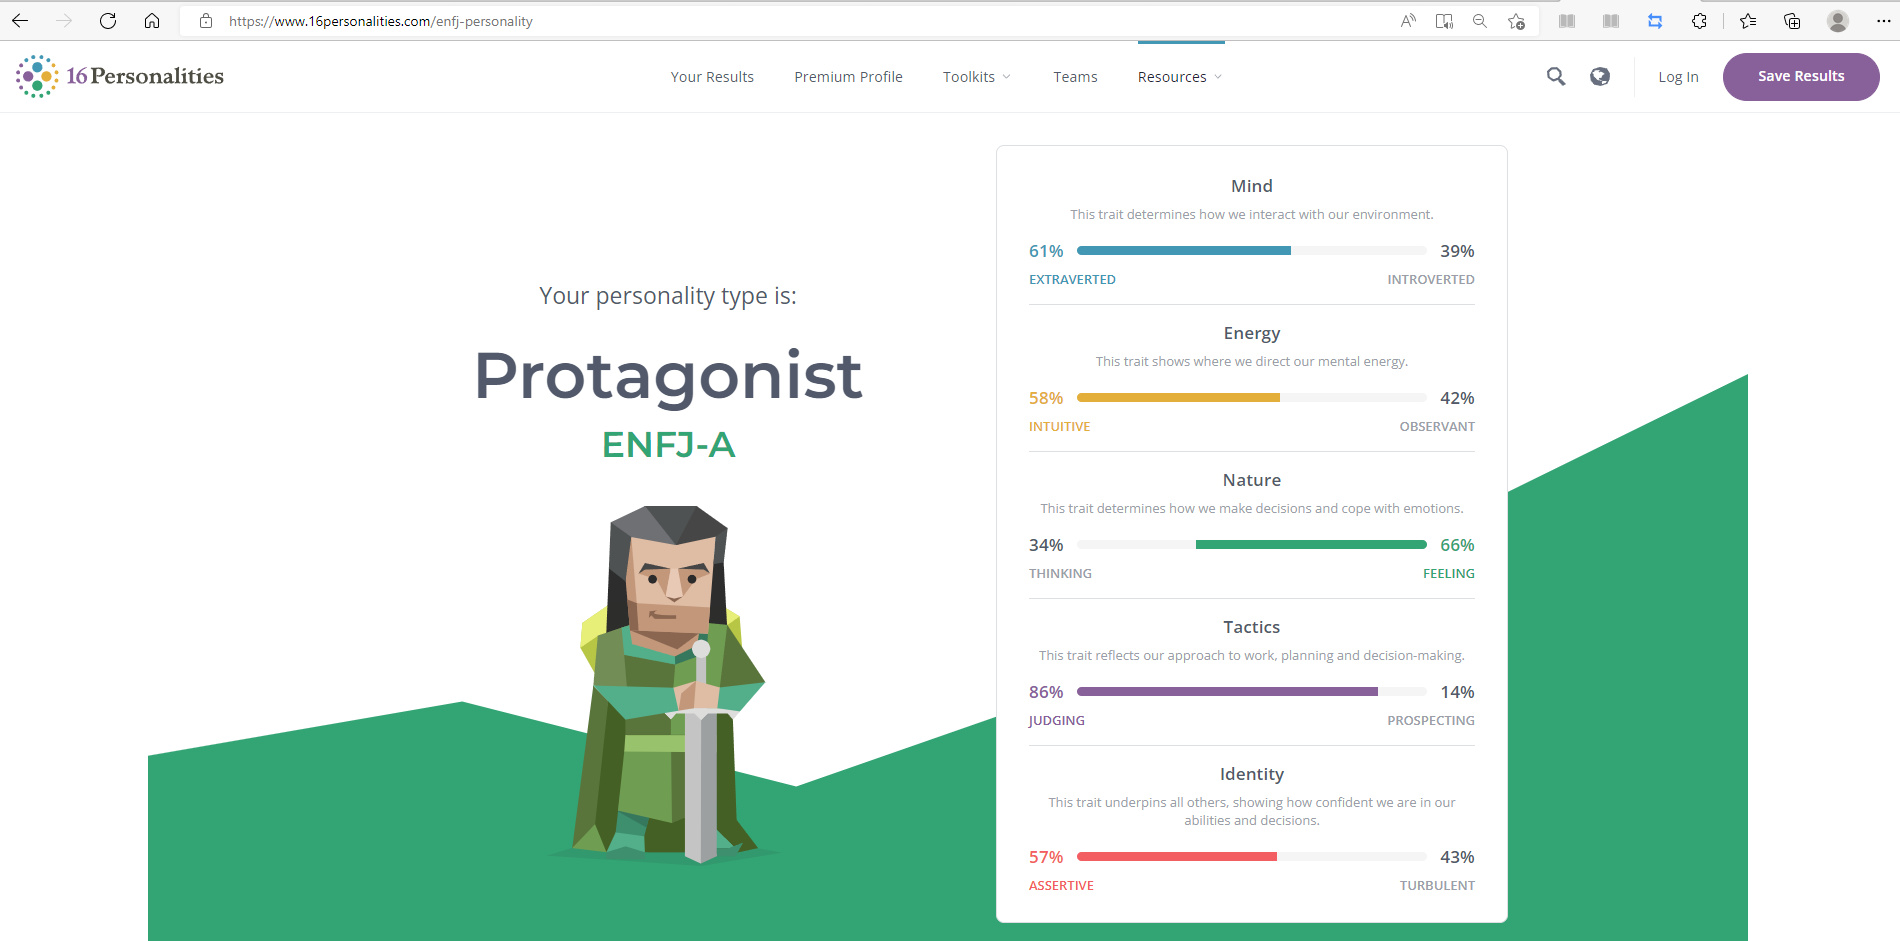 https://www.16personalities.com/enfj-personality
16Personalities
Your Results
Premium Profile
Toolkits
Teams
Resources
Log In
Save Results
Your personality type is:
Protagonist
ENFJ-A
Mind
This trait determines how we interact with our environment.
61% 39%
EXTRAVERTED INTROVERTED
Energy
This trait shows where we direct our mental energy.
58% 42%
INTUITIVE OBSERVANT
Nature
This trait determines how we make decisions and cope with emotions.
34% 66%
THINKING FEELING
Tactics
This trait reflects our approach to work, planning and decision-making.
86% 14%
JUDGING PROSPECTING
Identity
This trait underpins all others, showing how confident we are in our
abilities and decisions.
57% 43%
ASSERTIVE TURBULENT